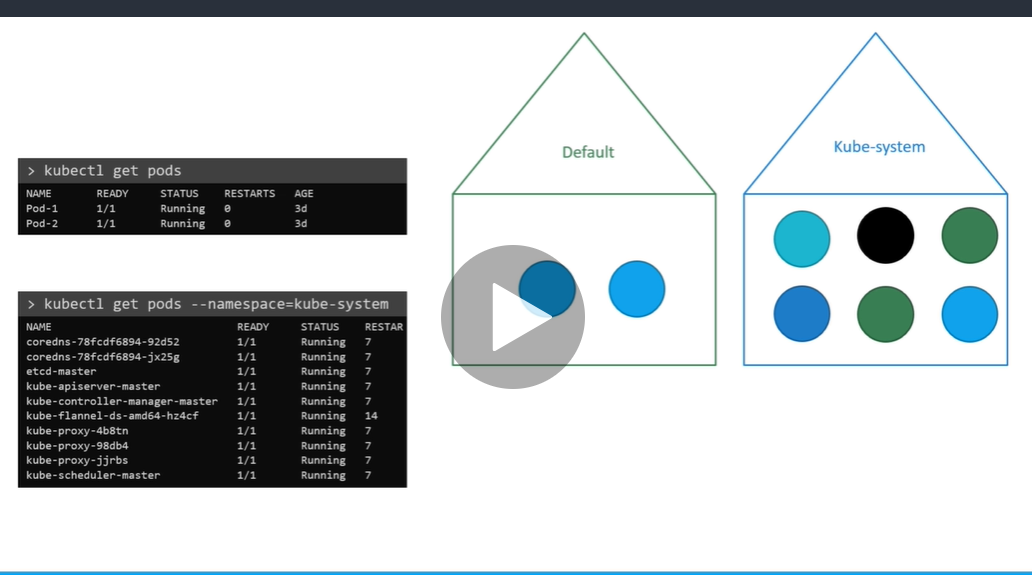 > kubectl get pods
NAME READY STATUS RESTARTS AGE
Pod-1 1/1 Running 0 3d
Pod-2 1/1 Running 0 3d
> kubectl get pods --namespace=kube-system
NAME READY STATUS RESTAR
coredns-78fcdf6894-92d52 1/1 Running 7
coredns-78fcdf6894-jx25g 1/1 Running 7
etcd-master 1/1 Running 7
kube-apiserver-master 1/1 Running 7
kube-controller-manager-master 1/1 Running 7
kube-flannel-ds-amd64-hz4cf 1/1 Running 14
kube-proxy-4b8tn 1/1 Running 7
kube-proxy-98db4 1/1 Running 7
kube-proxy-jjrbs 1/1 Running 7
kube-scheduler-master 1/1 Running 7
Default
Kube-system